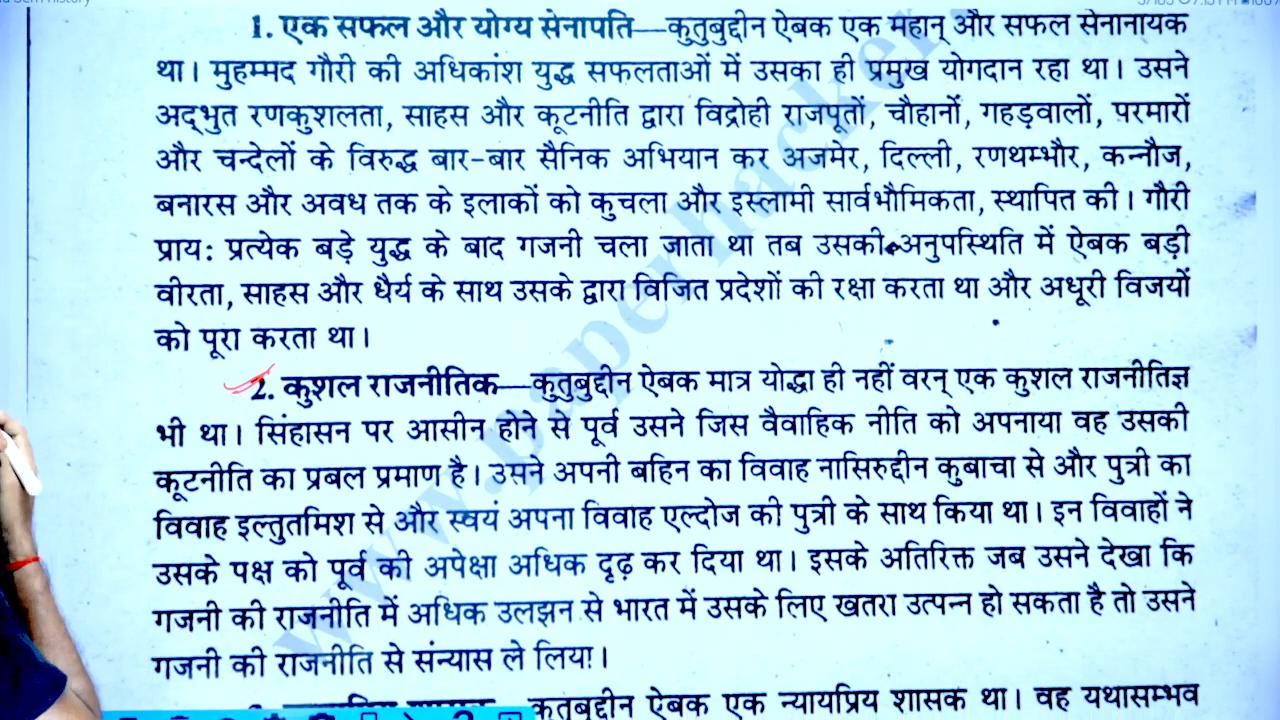 1. एक सफल और योग्य सेनापति—कुतुबुद्दीन ऐबक एक महान् और सफल सेनानायक
था। मुहम्मद गौरी की अधिकांश युद्ध सफलताओं में उसका ही प्रमुख योगदान रहा था। उसने
अद्भुत रणकुशलता, साहस और कूटनीति द्वारा विद्रोही राजपूतों, चौहानों, गहड़वालों, परमारों
और चन्देलों के विरुद्ध बार-बार सैनिक अभियान कर अजमेर, दिल्ली, रणथम्भौर, कन्नौज,
बनारस और अवध तक के इलाकों को कुचला और इस्लामी सार्वभौमिकता, स्थापित की। गौरी
प्राय: प्रत्येक बड़े युद्ध के बाद गजनी चला जाता था तब उसकी अनुपस्थिति में ऐबक बड़ी
वीरता, साहस और धैर्य के साथ उसके द्वारा विजित प्रदेशों की रक्षा करता था और अधूरी विजयों
को पूरा करता था।
2. कुशल राजनीतिक—कुतुबुद्दीन ऐबक मात्र योद्धा ही नहीं वरन् एक कुशल राजनीतिज्ञ
भी था। सिंहासन पर आसीन होने से पूर्व उसने जिस वैवाहिक नीति को अपनाया वह उसकी
कूटनीति का प्रबल प्रमाण है। उसने अपनी बहिन का विवाह नासिरुद्दीन कुबाचा से और पुत्री का
विवाह इल्तुतमिश से और स्वयं अपना विवाह एल्दोज की पुत्री के साथ किया था। इन विवाहों ने
उसके पक्ष को पूर्व की अपेक्षा अधिक दृढ़ कर दिया था। इसके अतिरिक्त जब उसने देखा कि
गजनी की राजनीति में अधिक उलझन से भारत में उसके लिए खतरा उत्पन्न हो सकता है तो उसने
गजनी की राजनीति से संन्यास ले लिया।
कुतुबुद्दीन ऐबक एक न्यायप्रिय शासक था। वह यथासम्भव